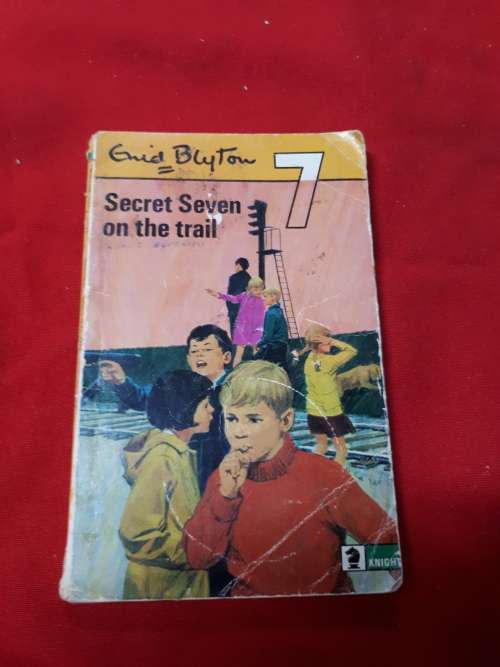 Enid Blyton
7
Secret Seven
on the trail
KNIGHT